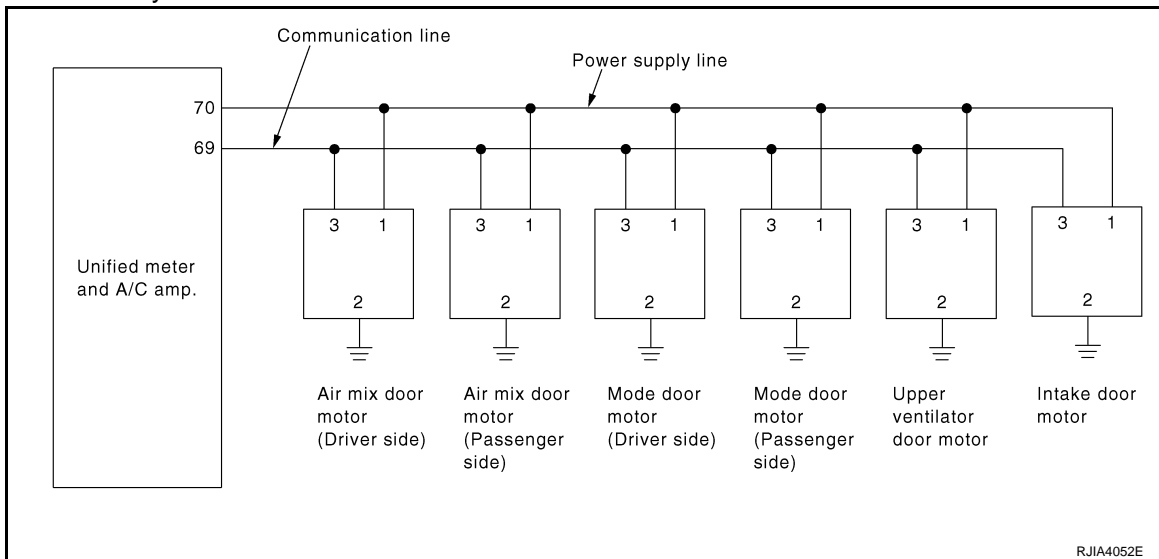 Communication line
Power supply line
70
69
3 1 3 1 3 1 3 1 3 1 3 1
Unified meter
and A/C amp.
2 2 2 2 2 2
Air mix door
motor
(Driver side)
Air mix door
motor
(Passenger
side)
Mode door
motor
(Driver side)
Mode door
motor
(Passenger
side)
Upper
ventilator
door motor
Intake door
motor
RJIA4052E